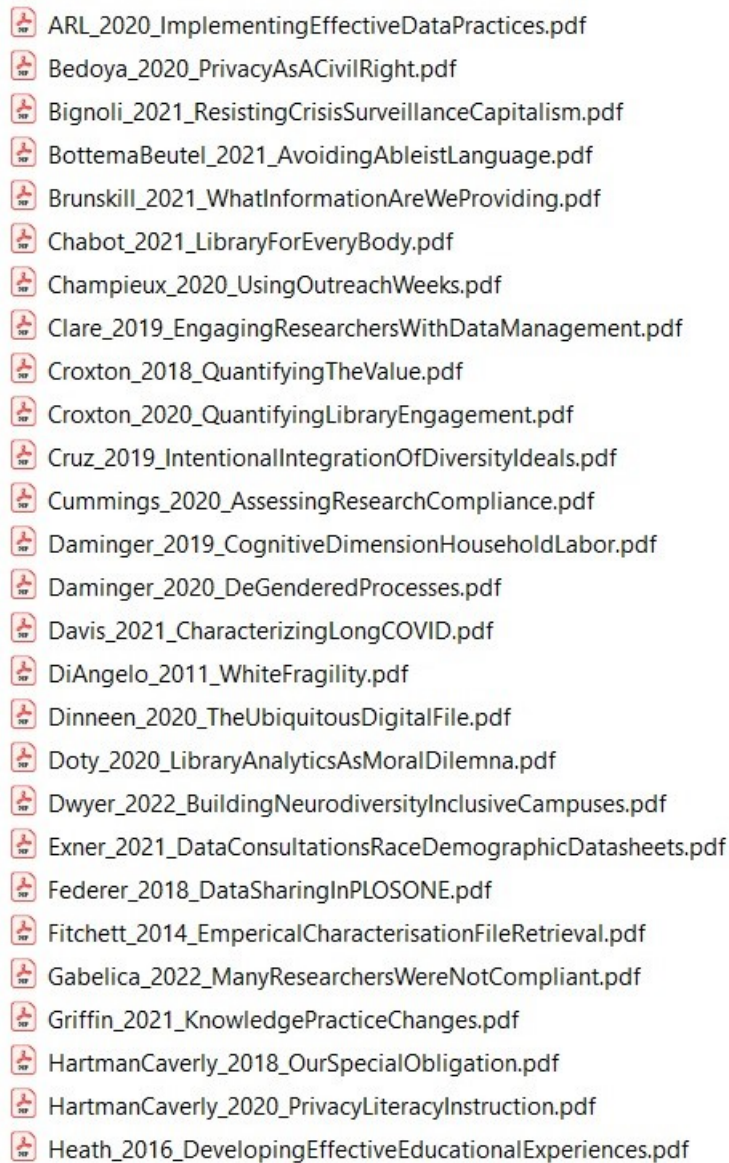 ARL_2020_ImplementingEffectiveDataPractices.pdf
Bedoya_2020_PrivacyAsACivilRight.pdf
Bignoli_2021_ResistingCrisisSurveillanceCapitalism.pdf
BottemaBeutel_2021_AvoidingAbleistLanguage.pdf
Brunskill_2021_WhatInformationAreWeProviding.pdf
Chabot_2021_LibraryForEveryBody.pdf
Champieux_2020_UsingOutreachWeeks.pdf
Clare_2019_EngagingResearchersWithDataManagement.pdf
Croxton_2018_QuantifyingTheValue.pdf
Croxton_2020_QuantifyingLibraryEngagement.pdf
Cruz_2019_IntentionalIntegrationOfDiversityIdeals.pdf
Cummings_2020_AssessingResearchCompliance.pdf
Daminger_2019_CognitiveDimensionHouseholdLabor.pdf
Daminger_2020_DeGenderedProcesses.pdf
Davis_2021_CharacterizingLongCOVID.pdf
DiAngelo_2011_WhiteFragility.pdf
Dinneen_2020_TheUbiquitousDigitalFile.pdf
Doty_2020_LibraryAnalyticsAsMoralDilemna.pdf
Dwyer_2022_BuildingNeurodiversityInclusiveCampuses.pdf
Exner_2021_DataConsultationsRaceDemographicDatasheets.pdf
Federer_2018_DataSharingInPLOSONE.pdf
Fitchett_2014_EmpericalCharacterisationFileRetrieval.pdf
Gabelica_2022_ManyResearchersWereNotCompliant.pdf
Griffin_2021_KnowledgePracticeChanges.pdf
HartmanCaverly_2018_OurSpecialObligation.pdf
HartmanCaverly_2020_PrivacyLiteracyInstruction.pdf
Heath_2016_DevelopingEffectiveEducationalExperiences.pdf